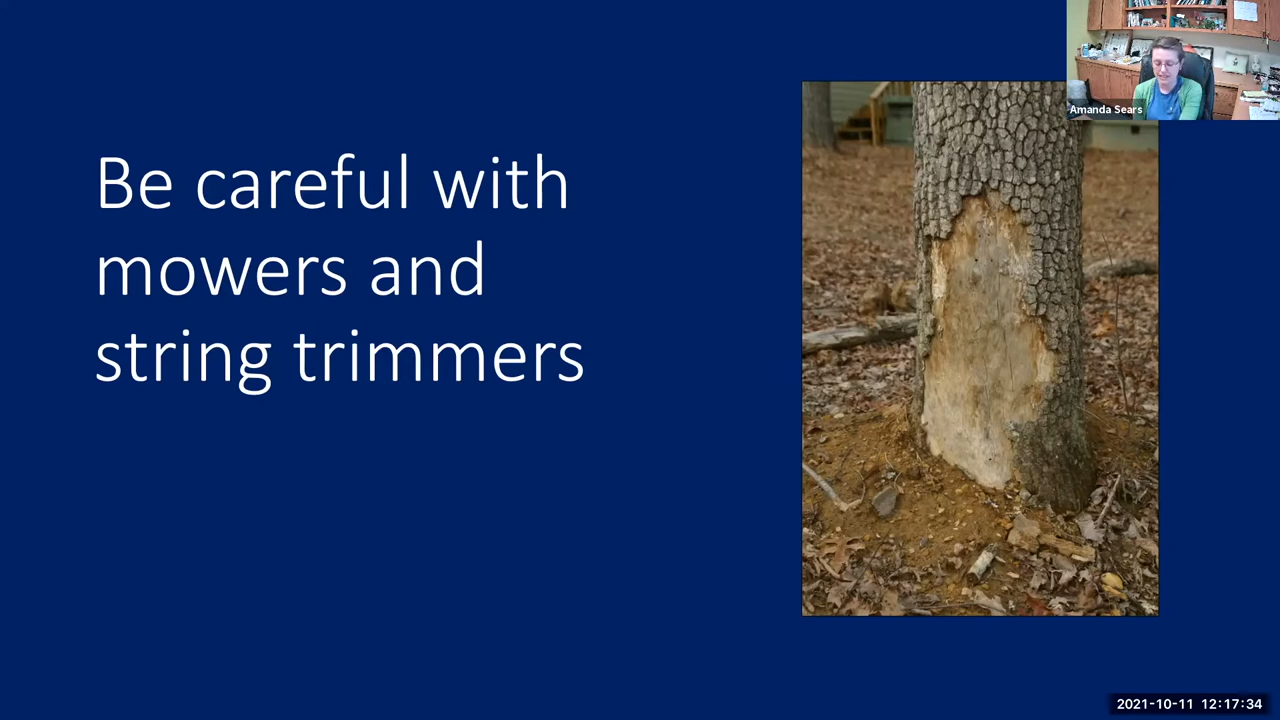 Be careful with
mowers and
string trimmers
Amanda Sears
2021-10-11 12:17:34